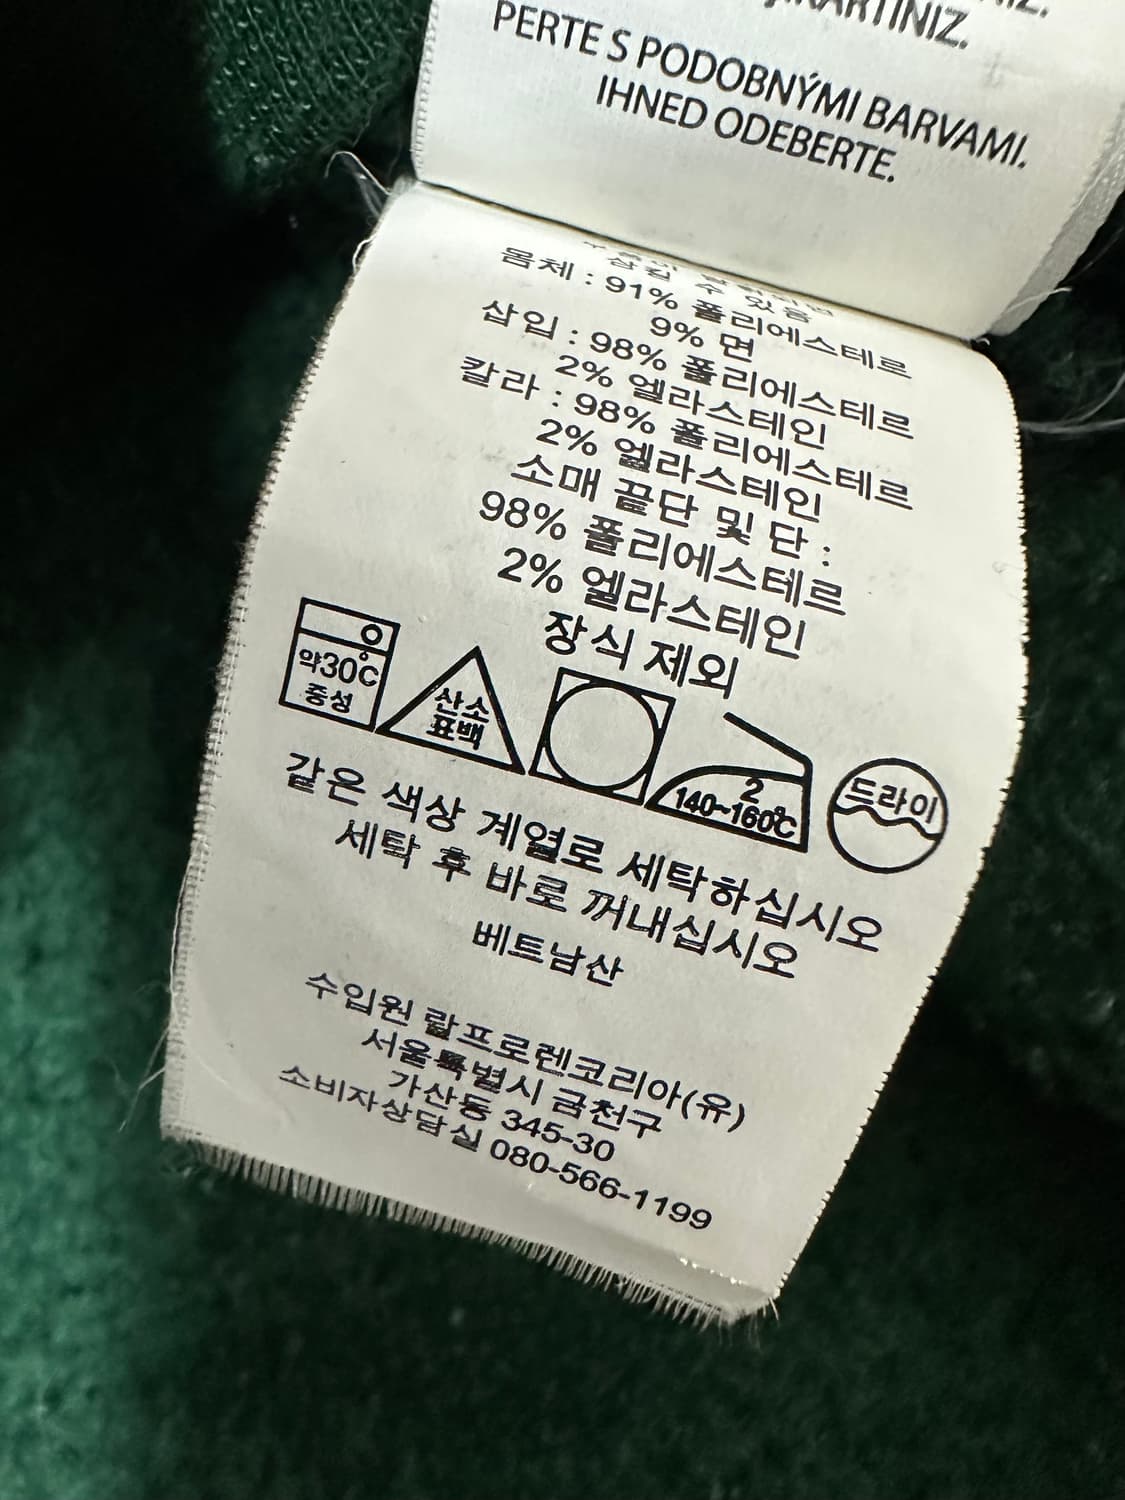 PERTE S PODOBNÝMI BARVAMI.
IHNED ODEBERTE.
삼킬 수 있음
몸체 : 91% 폴리에스테르
9% 면
삽입 : 98% 폴리에스테르
2% 엘라스테인
칼라 : 98% 폴리에스테르
2% 엘라스테인
소매 끝단 및 단 :
98% 폴리에스테르
2% 엘라스테인
장식 제외
약30℃
중성
산소
표백
2
140~160℃
드라이
같은 색상 계열로 세탁하십시오
세탁 후 바로 꺼내십시오
베트남산
수입원 랄프로렌코리아(유)
서울특별시 금천구
가산동 345-30
소비자상담실 080-566-1199